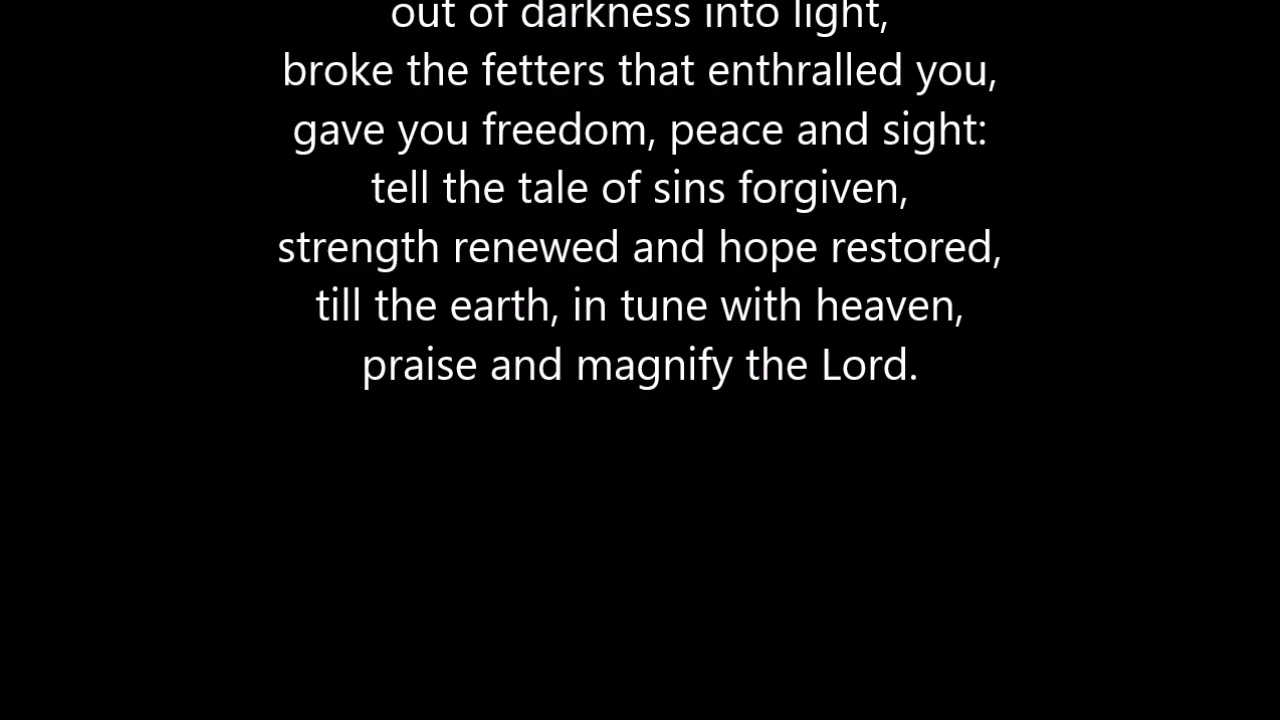 out of darkness into light,
broke the fetters that enthralled you,
gave you freedom, peace and sight:
tell the tale of sins forgiven,
strength renewed and hope restored,
till the earth, in tune with heaven,
praise and magnify the Lord.